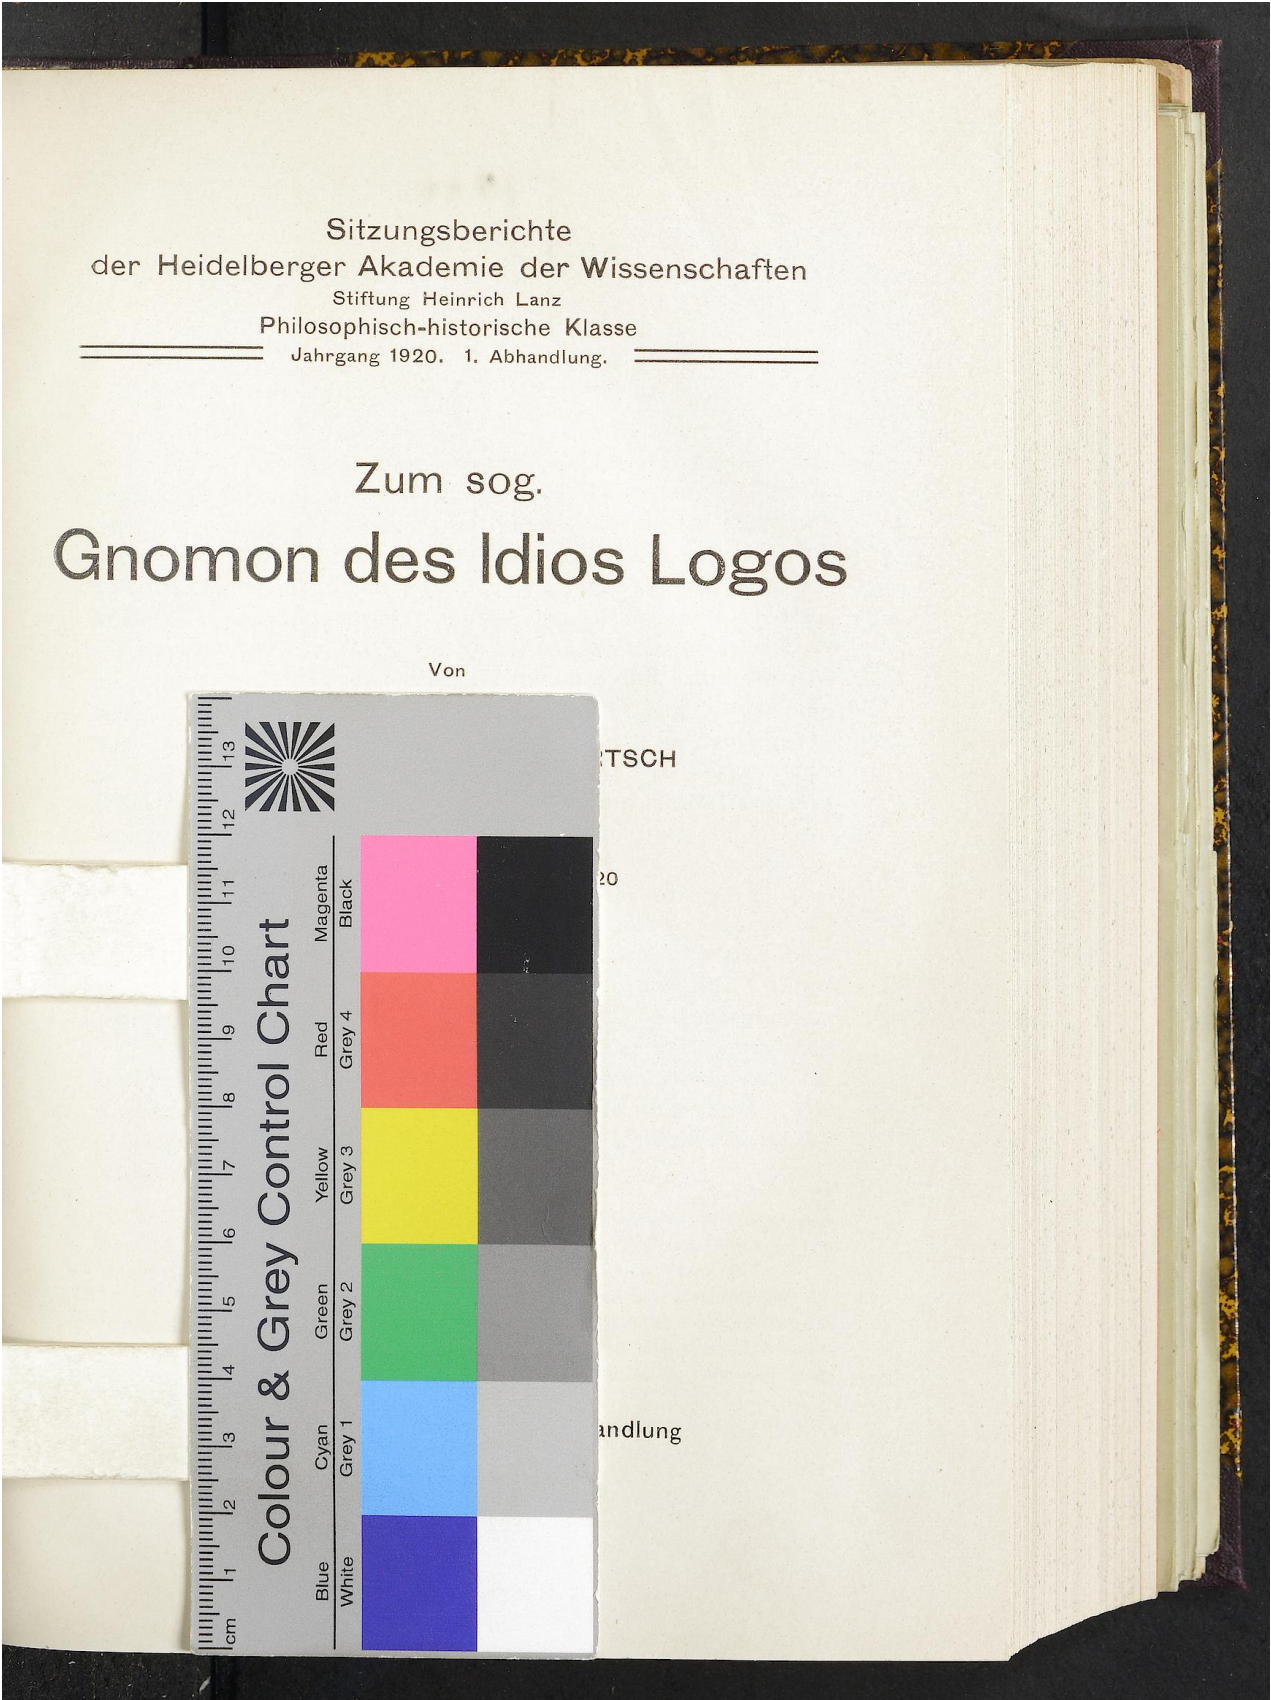 Sitzungsberichte
der Heidelberger Akademie der Wissenschaften
Stiftung Heinrich Lanz
Philosophisch-historische Klasse
Jahrgang 1920. 1. Abhandlung.
Zum sog.
Gnomon des Idios Logos
Von
RTSCH
20
andlung
Colour & Grey Control Chart
Magenta Red Yellow Green Cyan Blue
Black Grey 4 Grey 3 Grey 2 Grey 1 White
13 12 11 10 9 8 7 6 5 4 3 2 1 cm